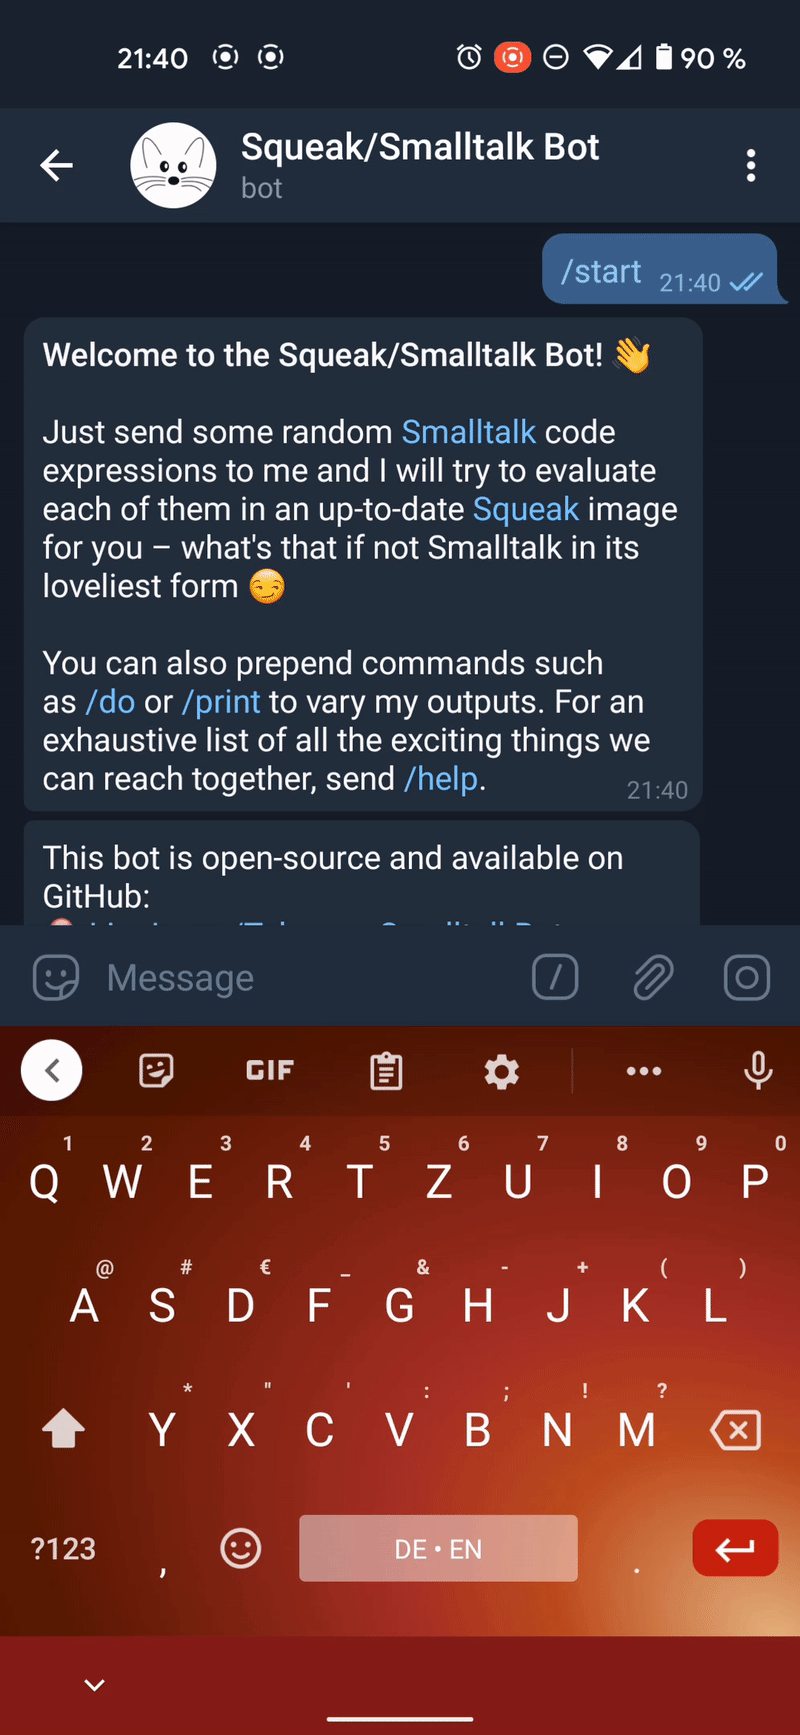 21:40 90 %
Squeak/Smalltalk Bot
bot
/start 21:40
Welcome to the Squeak/Smalltalk Bot! 👋
Just send some random Smalltalk code
expressions to me and I will try to evaluate
each of them in an up-to-date Squeak image
for you – what's that if not Smalltalk in its
loveliest form 😏
You can also prepend commands such
as /do or /print to vary my outputs. For an
exhaustive list of all the exciting things we
can reach together, send /help.
21:40
This bot is open-source and available on
GitHub:
Message
GIF
1 2 3 4 5 6 7 8 9 0
Q W E R T Z U I O P
@ # € _ & - + ( )
A S D F G H J K L
* " ' : ; ! ?
Y X C V B N M
?123 , DE • EN .